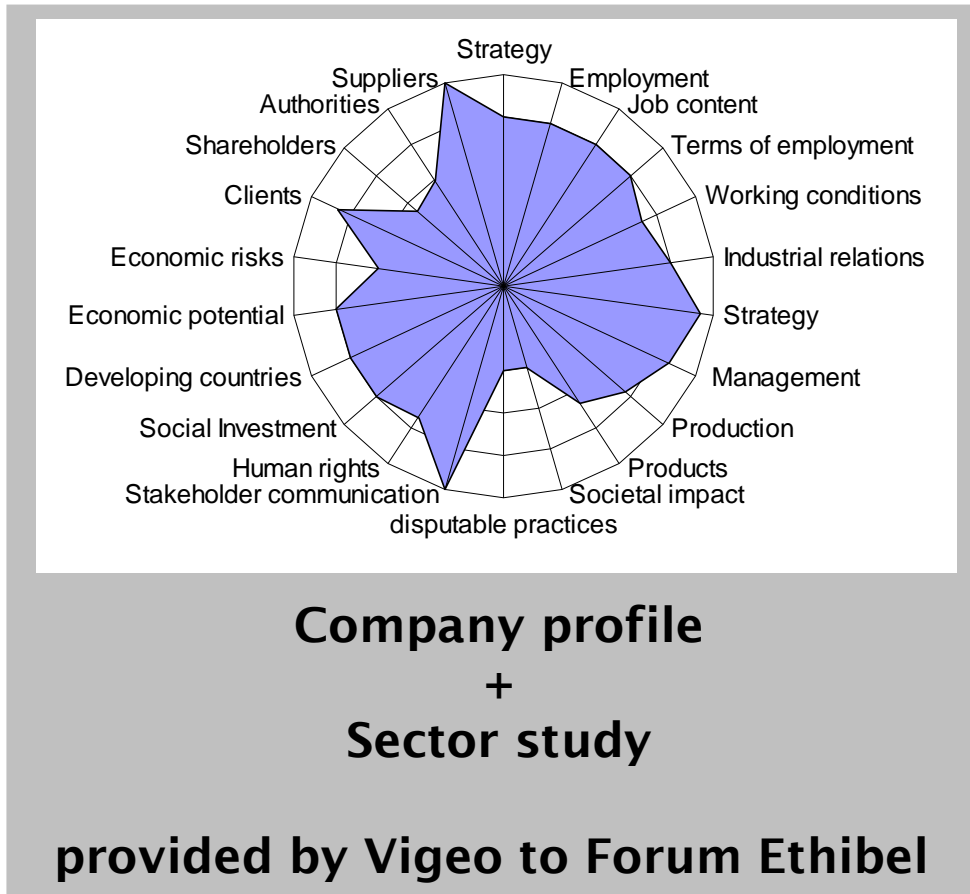 Strategy
Employment
Job content
Terms of employment
Working conditions
Industrial relations
Strategy
Management
Production
Products
Societal impact
disputable practices
Stakeholder communication
Human rights
Social Investment
Developing countries
Economic potential
Economic risks
Clients
Shareholders
Authorities
Suppliers
Company profile
+
Sector study
provided by Vigeo to Forum Ethibel